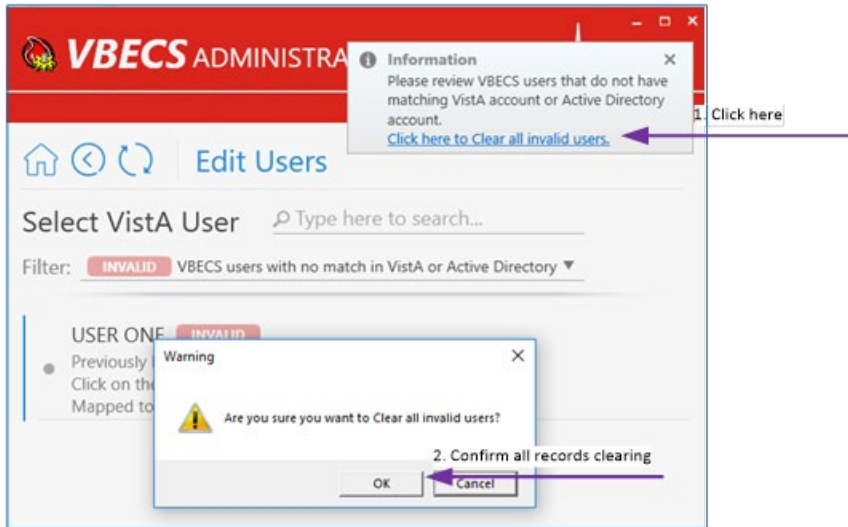 VBECS ADMINISTRA
Information
Please review VBECS users that do not have
matching VistA account or Active Directory
account.
Click here to Clear all invalid users.
1. Click here
Edit Users
Select VistA User
Type here to search...
Filter: INVALID VBECS users with no match in VistA or Active Directory
USER ONE INVALID
Previously
Click on the
Mapped to
Warning
Are you sure you want to Clear all invalid users?
2. Confirm all records clearing
OK
Cancel